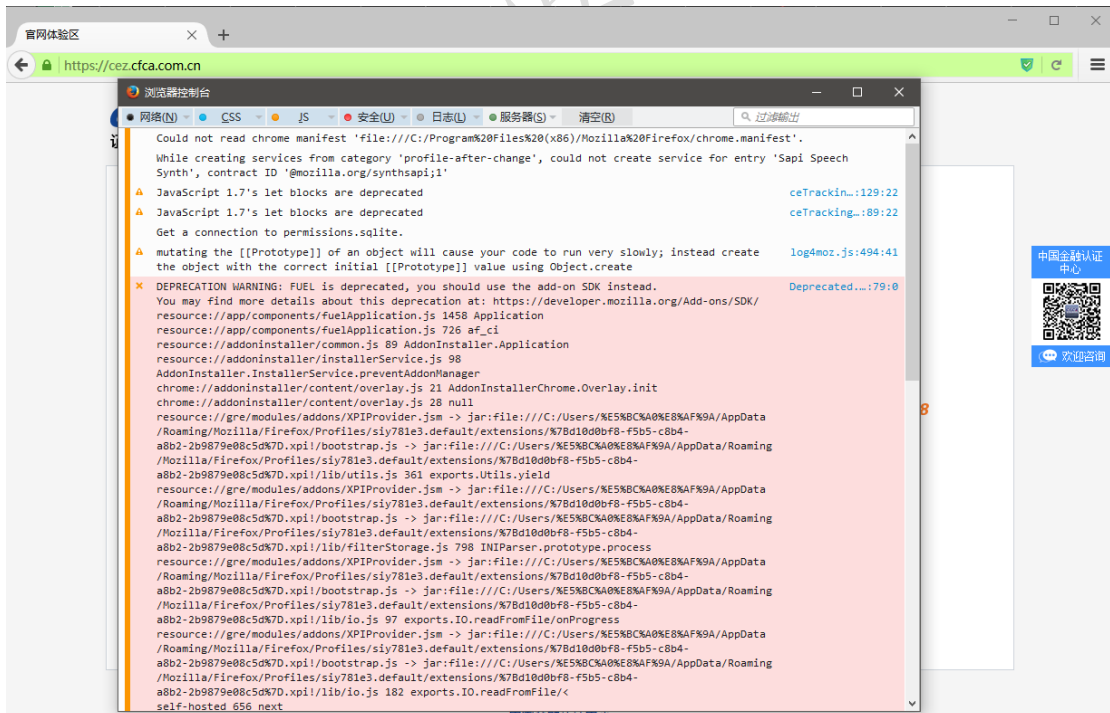 官网体验区
https://cez.cfca.com.cn
浏览器控制台
网络(N) CSS JS 安全(U) 日志(L) 服务器(S) 清空(R) 过滤输出
Could not read chrome manifest 'file:///C:/Program%20Files%20(x86)/Mozilla%20Firefox/chrome.manifest'.
While creating services from category 'profile-after-change', could not create service for entry 'Sapi Speech
Synth', contract ID '@mozilla.org/synthsapi;1'
JavaScript 1.7's let blocks are deprecated ceTrackin…:129:22
JavaScript 1.7's let blocks are deprecated ceTracking…:89:22
Get a connection to permissions.sqlite.
mutating the [[Prototype]] of an object will cause your code to run very slowly; instead create log4moz.js:494:41
the object with the correct initial [[Prototype]] value using Object.create
DEPRECATION WARNING: FUEL is deprecated, you should use the add-on SDK instead. Deprecated.…:79:0
You may find more details about this deprecation at: https://developer.mozilla.org/Add-ons/SDK/
resource://app/components/fuelApplication.js 1458 Application
resource://app/components/fuelApplication.js 726 af_ci
resource://addoninstaller/common.js 89 AddonInstaller.Application
resource://addoninstaller/installerService.js 98
AddonInstaller.InstallerService.preventAddonManager
chrome://addoninstaller/content/overlay.js 21 AddonInstallerChrome.Overlay.init
chrome://addoninstaller/content/overlay.js 28 null
resource://gre/modules/addons/XPIProvider.jsm -> jar:file:///C:/Users/%E5%BC%A0%E8%AF%9A/AppData
/Roaming/Mozilla/Firefox/Profiles/siy781e3.default/extensions/%7Bd10d0bf8-f5b5-c8b4-
a8b2-2b9879e08c5d%7D.xpi!/bootstrap.js -> jar:file:///C:/Users/%E5%BC%A0%E8%AF%9A/AppData/Roaming
/Mozilla/Firefox/Profiles/siy781e3.default/extensions/%7Bd10d0bf8-f5b5-c8b4-
a8b2-2b9879e08c5d%7D.xpi!/lib/utils.js 361 exports.Utils.yield
resource://gre/modules/addons/XPIProvider.jsm -> jar:file:///C:/Users/%E5%BC%A0%E8%AF%9A/AppData
/Roaming/Mozilla/Firefox/Profiles/siy781e3.default/extensions/%7Bd10d0bf8-f5b5-c8b4-
a8b2-2b9879e08c5d%7D.xpi!/bootstrap.js -> jar:file:///C:/Users/%E5%BC%A0%E8%AF%9A/AppData/Roaming
/Mozilla/Firefox/Profiles/siy781e3.default/extensions/%7Bd10d0bf8-f5b5-c8b4-
a8b2-2b9879e08c5d%7D.xpi!/lib/filterStorage.js 798 INIParser.prototype.process
resource://gre/modules/addons/XPIProvider.jsm -> jar:file:///C:/Users/%E5%BC%A0%E8%AF%9A/AppData
/Roaming/Mozilla/Firefox/Profiles/siy781e3.default/extensions/%7Bd10d0bf8-f5b5-c8b4-
a8b2-2b9879e08c5d%7D.xpi!/bootstrap.js -> jar:file:///C:/Users/%E5%BC%A0%E8%AF%9A/AppData/Roaming
/Mozilla/Firefox/Profiles/siy781e3.default/extensions/%7Bd10d0bf8-f5b5-c8b4-
a8b2-2b9879e08c5d%7D.xpi!/lib/io.js 97 exports.IO.readFromFile/onProgress
resource://gre/modules/addons/XPIProvider.jsm -> jar:file:///C:/Users/%E5%BC%A0%E8%AF%9A/AppData
/Roaming/Mozilla/Firefox/Profiles/siy781e3.default/extensions/%7Bd10d0bf8-f5b5-c8b4-
a8b2-2b9879e08c5d%7D.xpi!/bootstrap.js -> jar:file:///C:/Users/%E5%BC%A0%E8%AF%9A/AppData/Roaming
/Mozilla/Firefox/Profiles/siy781e3.default/extensions/%7Bd10d0bf8-f5b5-c8b4-
a8b2-2b9879e08c5d%7D.xpi!/lib/io.js 182 exports.IO.readFromFile/<
self-hosted 656 next
中国金融认证
中心
欢迎咨询
8